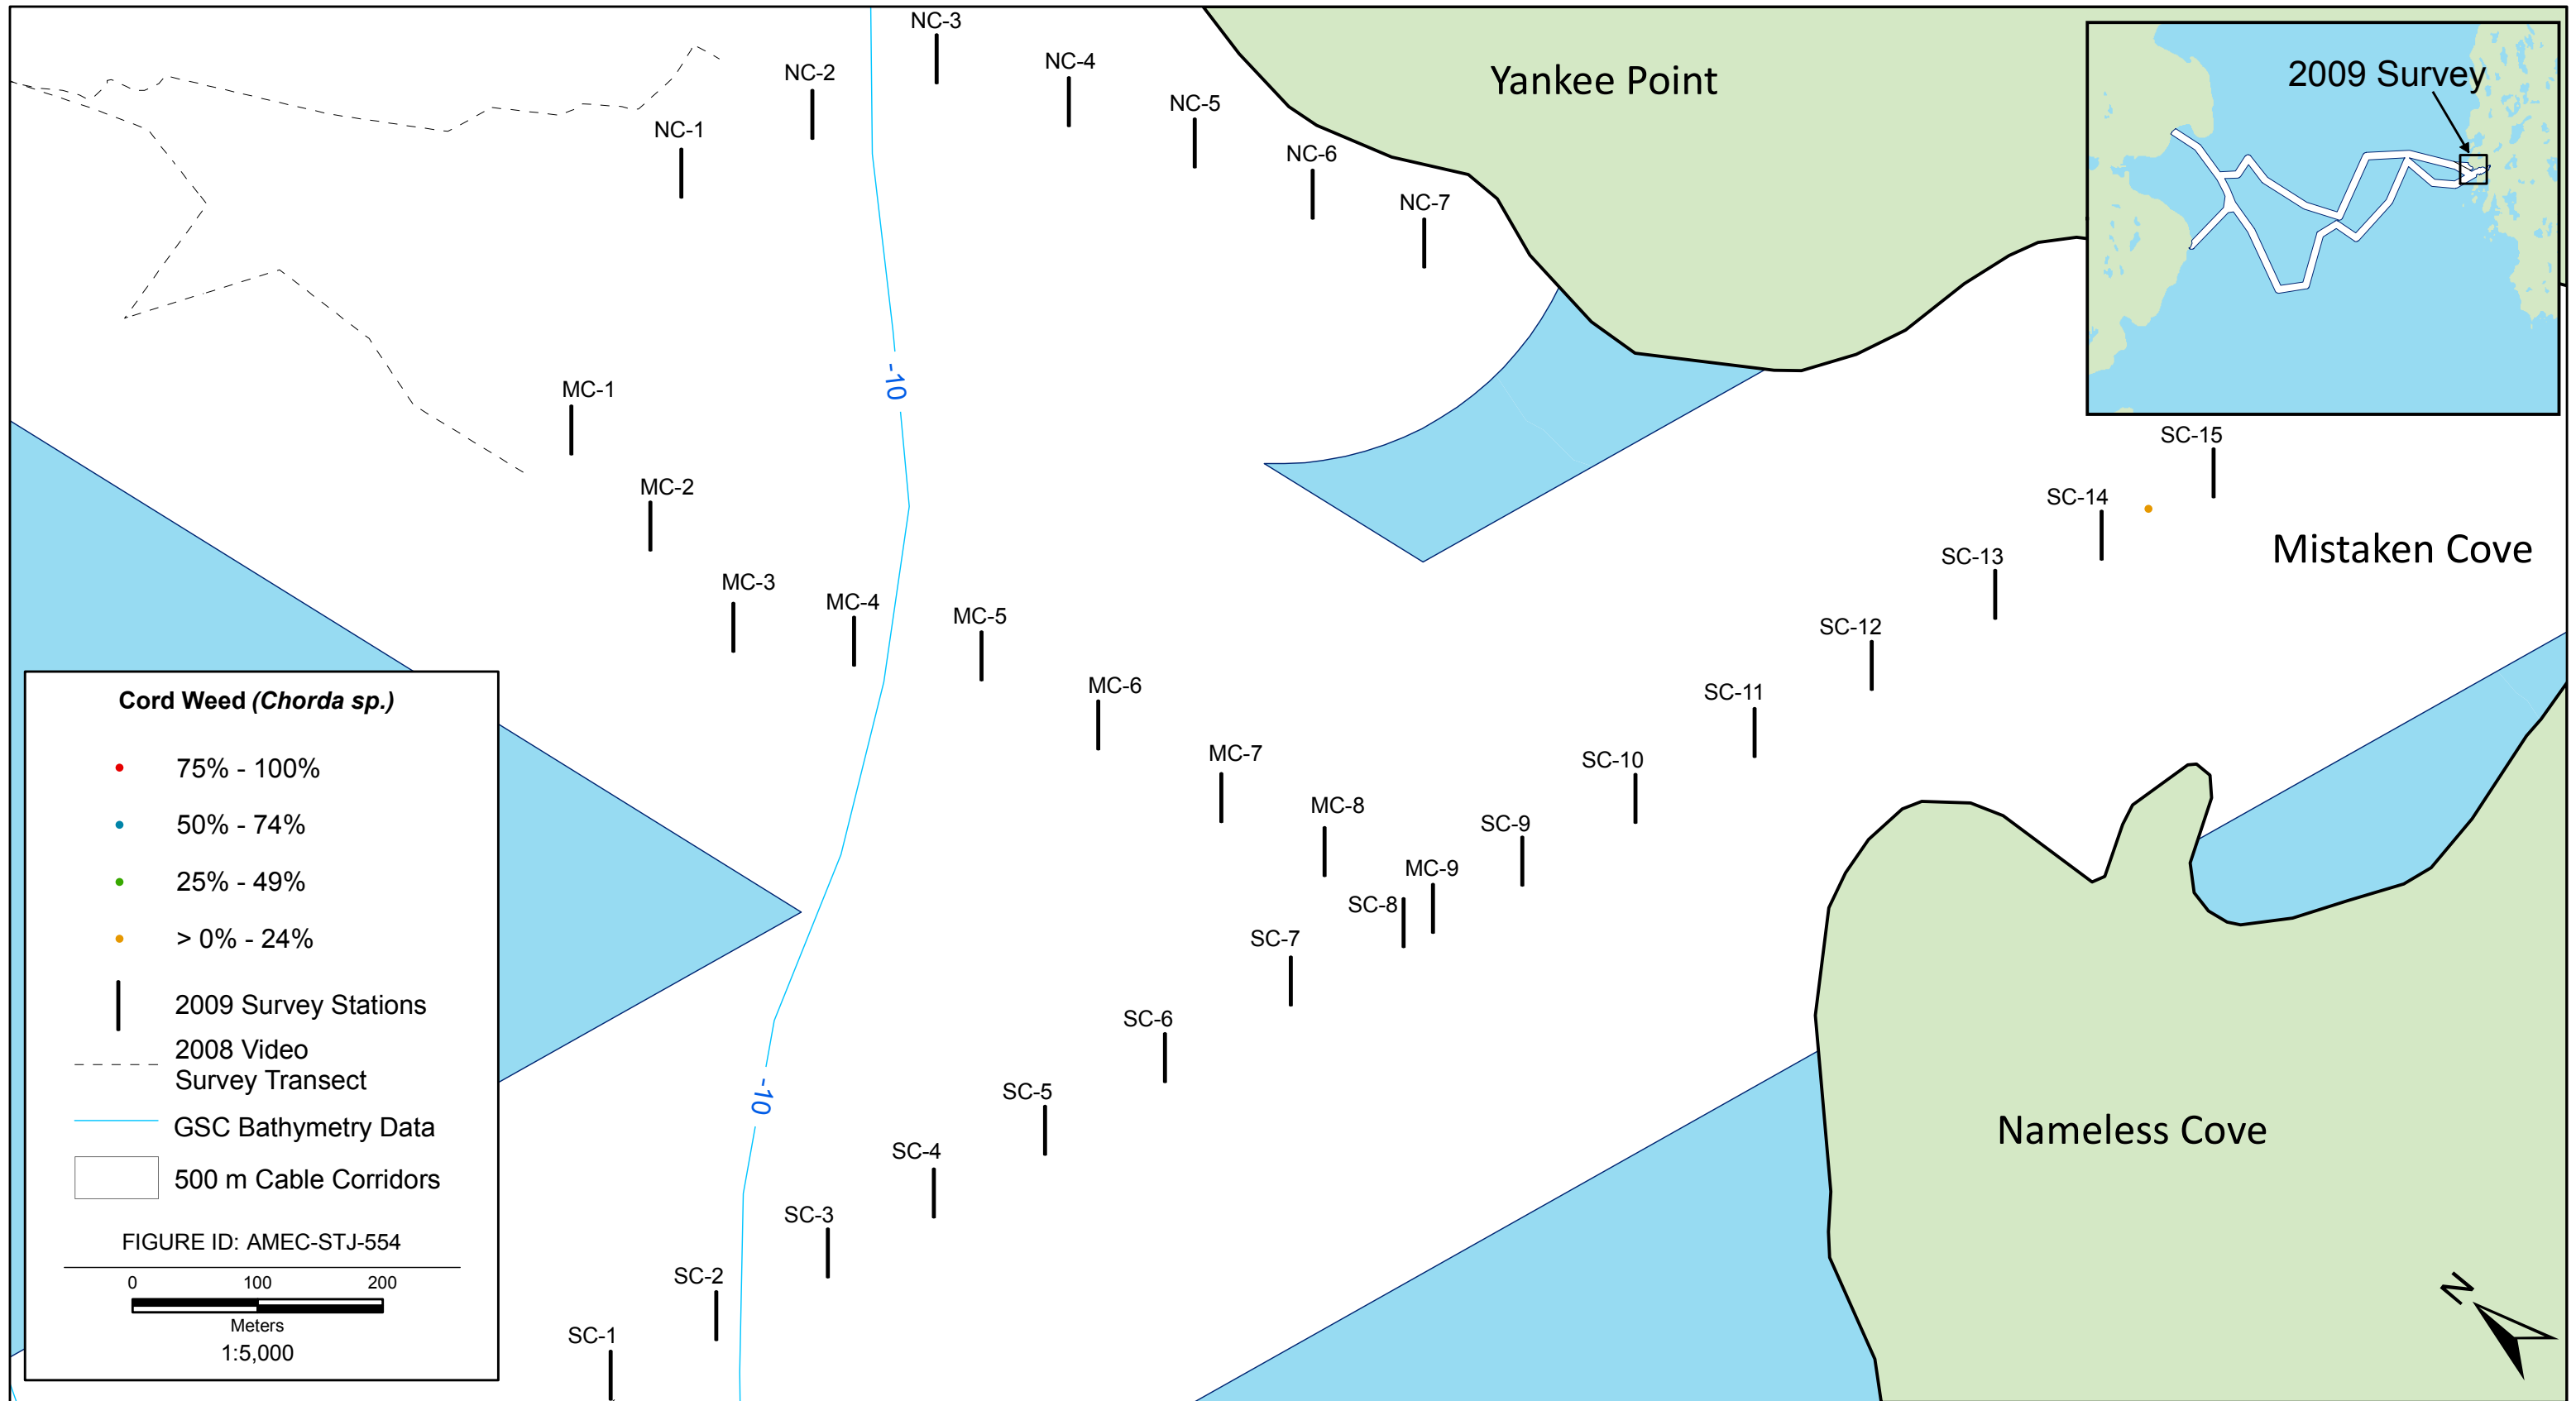 NC-3
NC-2
NC-4
NC-1
NC-5
NC-6
NC-7
Yankee Point
2009 Survey
MC-1
-10
MC-2
MC-3
MC-4
MC-5
MC-6
MC-7
MC-8
MC-9
SC-15
SC-14
SC-13
SC-12
SC-11
SC-10
SC-9
SC-8
SC-7
SC-6
SC-5
SC-4
SC-3
SC-2
SC-1
-10
Mistaken Cove
Nameless Cove
N
Cord Weed (Chorda sp.)
75% - 100%
50% - 74%
25% - 49%
> 0% - 24%
2009 Survey Stations
2008 Video
Survey Transect
GSC Bathymetry Data
500 m Cable Corridors
FIGURE ID: AMEC-STJ-554
0 100 200
Meters
1:5,000